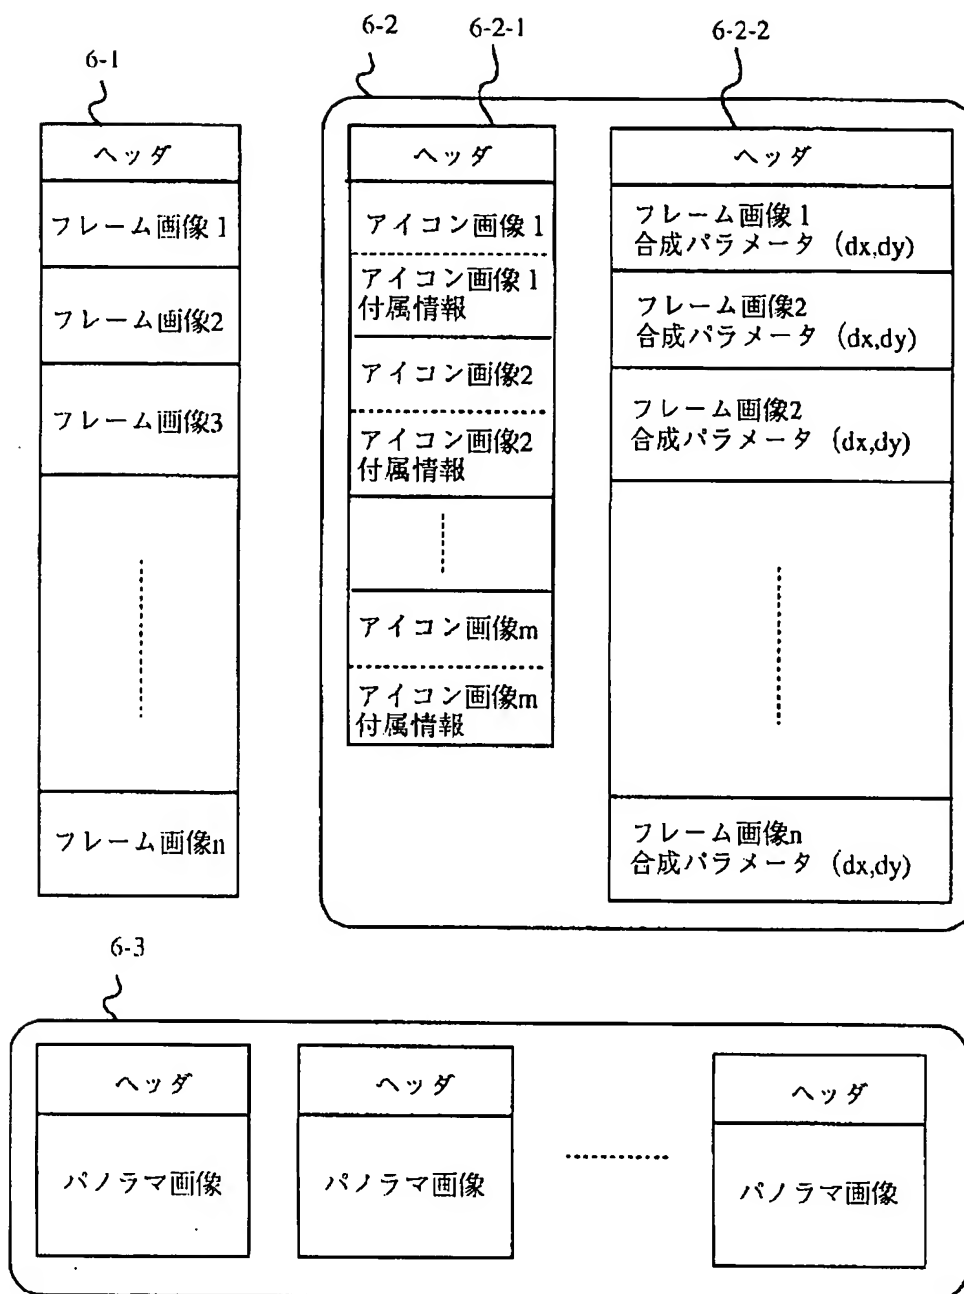 6-1
6-2
6-2-1
6-2-2
ヘッダ
フレーム画像1
フレーム画像2
フレーム画像3
フレーム画像n
ヘッダ
アイコン画像1
アイコン画像1
付属情報
アイコン画像2
アイコン画像2
付属情報
アイコン画像m
アイコン画像m
付属情報
ヘッダ
フレーム画像1
合成パラメータ (dx,dy)
フレーム画像2
合成パラメータ (dx,dy)
フレーム画像2
合成パラメータ (dx,dy)
フレーム画像n
合成パラメータ (dx,dy)
6-3
ヘッダ
パノラマ画像
ヘッダ
パノラマ画像
ヘッダ
パノラマ画像